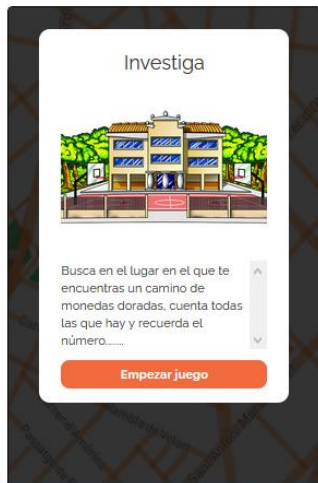 Investiga
Busca en el lugar en el que te
encuentras un camino de
monedas doradas, cuenta todas
las que hay y recuerda el
número.......
Empezar juego